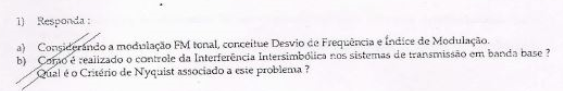 1) Responda :
a) Considerando a modulação FM tonal, conceitue Desvio de Frequência e Índice de Modulação.
b) Como é realizado o controle da Interferência Intersimbólica nos sistemas de transmissão em banda base ?
Qual é o Critério de Nyquist associado a este problema ?